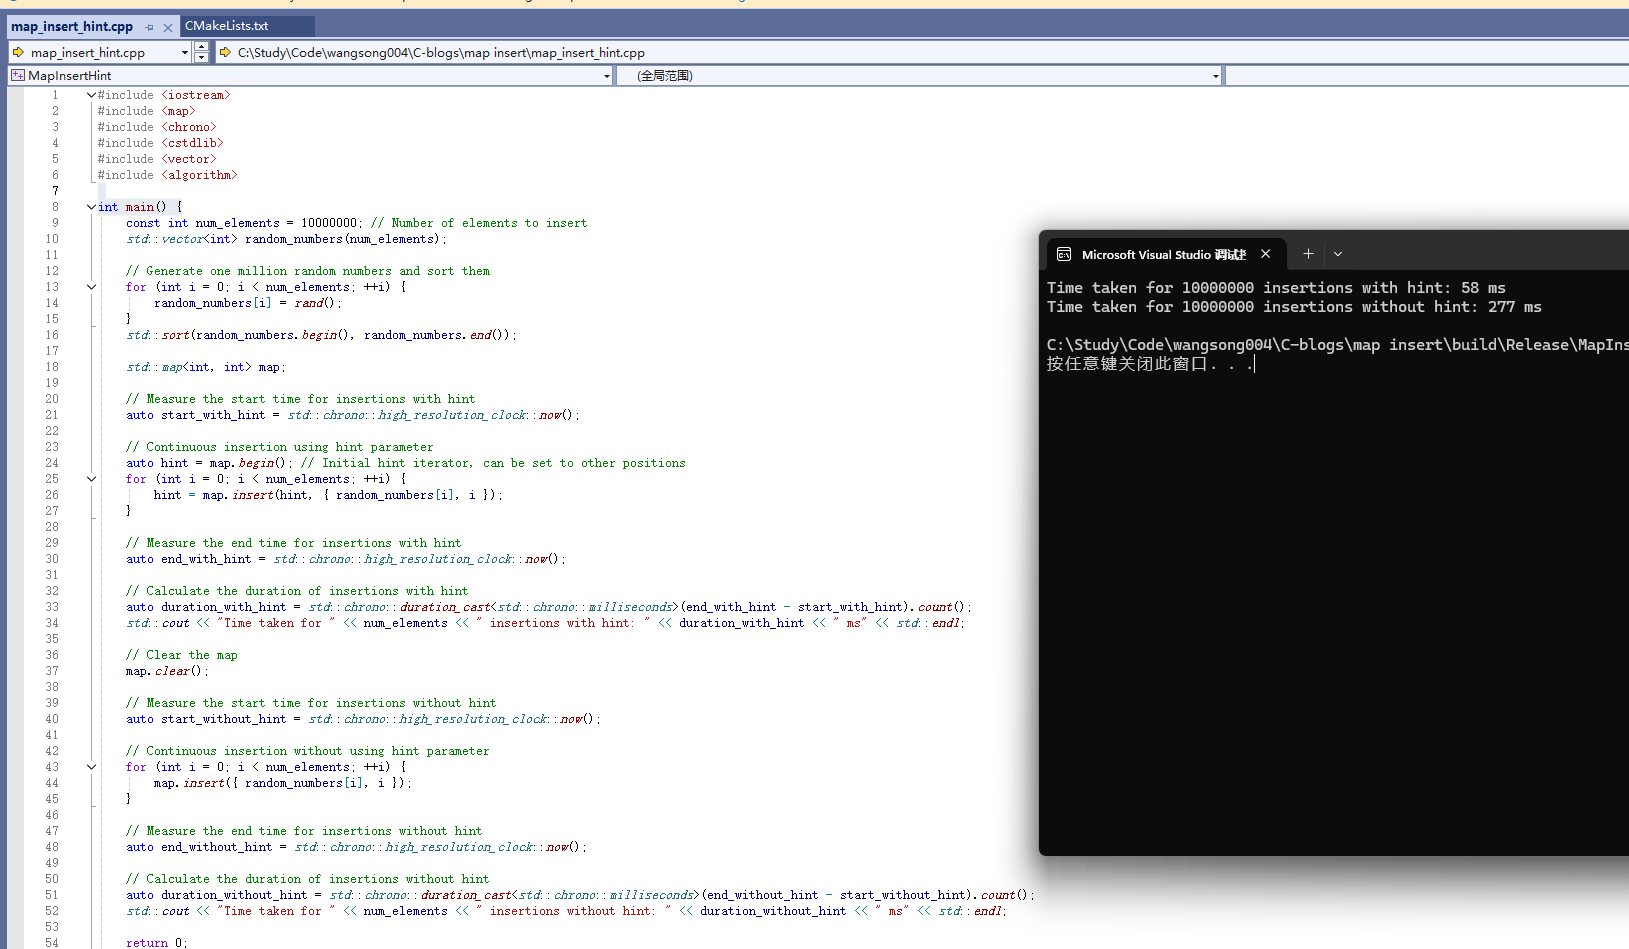 map_insert_hint.cpp
CMakeLists.txt
map_insert_hint.cpp
C:\Study\Code\wangsong004\C-blogs\map insert\map_insert_hint.cpp
MapInsertHint
(全局范围)
1 #include <iostream>
2 #include <map>
3 #include <chrono>
4 #include <cstdlib>
5 #include <vector>
6 #include <algorithm>
7
8 int main() {
9 const int num_elements = 10000000; // Number of elements to insert
10 std::vector<int> random_numbers(num_elements);
11
12 // Generate one million random numbers and sort them
13 for (int i = 0; i < num_elements; ++i) {
14 random_numbers[i] = rand();
15 }
16 std::sort(random_numbers.begin(), random_numbers.end());
17
18 std::map<int, int> map;
19
20 // Measure the start time for insertions with hint
21 auto start_with_hint = std::chrono::high_resolution_clock::now();
22
23 // Continuous insertion using hint parameter
24 auto hint = map.begin(); // Initial hint iterator, can be set to other positions
25 for (int i = 0; i < num_elements; ++i) {
26 hint = map.insert(hint, { random_numbers[i], i });
27 }
28
29 // Measure the end time for insertions with hint
30 auto end_with_hint = std::chrono::high_resolution_clock::now();
31
32 // Calculate the duration of insertions with hint
33 auto duration_with_hint = std::chrono::duration_cast<std::chrono::milliseconds>(end_with_hint - start_with_hint).count();
34 std::cout << "Time taken for " << num_elements << " insertions with hint: " << duration_with_hint << " ms" << std::endl;
35
36 // Clear the map
37 map.clear();
38
39 // Measure the start time for insertions without hint
40 auto start_without_hint = std::chrono::high_resolution_clock::now();
41
42 // Continuous insertion without using hint parameter
43 for (int i = 0; i < num_elements; ++i) {
44 map.insert({ random_numbers[i], i });
45 }
46
47 // Measure the end time for insertions without hint
48 auto end_without_hint = std::chrono::high_resolution_clock::now();
49
50 // Calculate the duration of insertions without hint
51 auto duration_without_hint = std::chrono::duration_cast<std::chrono::milliseconds>(end_without_hint - start_without_hint).count();
52 std::cout << "Time taken for " << num_elements << " insertions without hint: " << duration_without_hint << " ms" << std::endl;
53
54 return 0;
Microsoft Visual Studio 调试
Time taken for 10000000 insertions with hint: 58 ms
Time taken for 10000000 insertions without hint: 277 ms
C:\Study\Code\wangsong004\C-blogs\map insert\build\Release\MapIns
按任意键关闭此窗口. . .